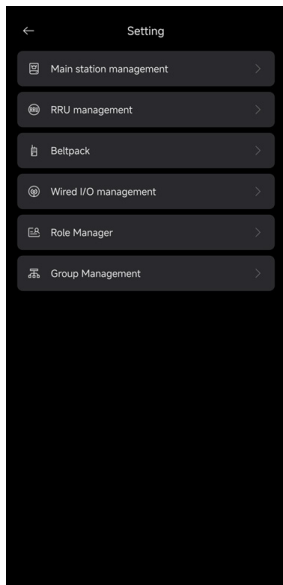 Setting
Main station management
RRU management
Beltpack
Wired I/O management
Role Manager
Group Management